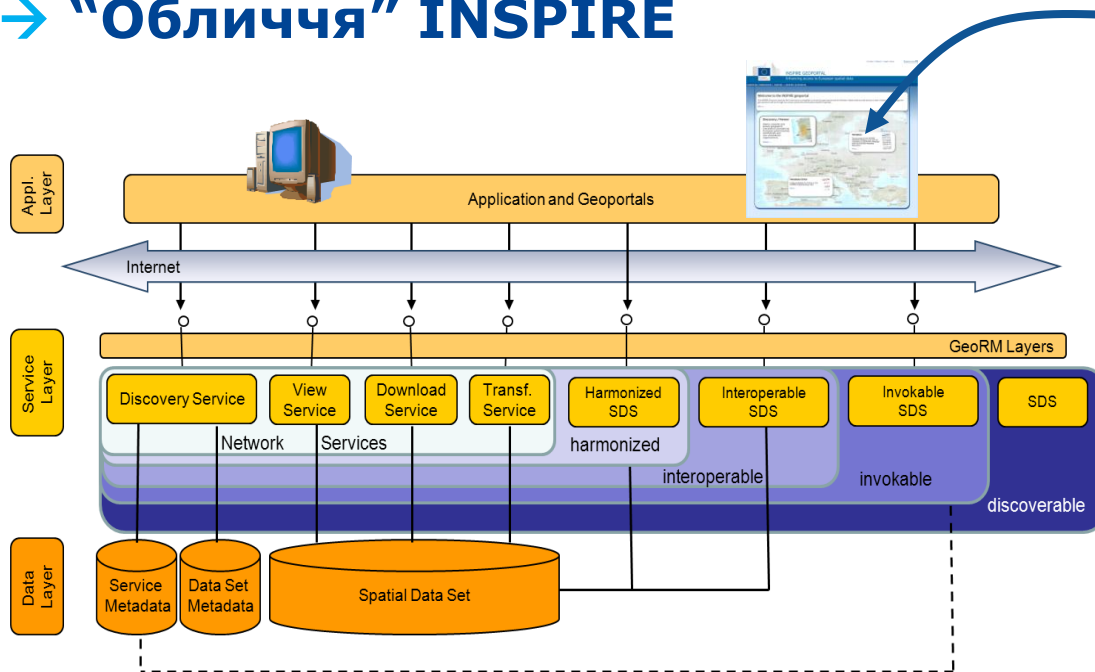 → “Обличчя” INSPIRE
INSPIRE GEOPORTAL
Appl.
Layer
Application and Geoportals
Internet
GeoRM Layers
Service
Layer
Discovery Service
View
Service
Download
Service
Transf.
Service
Harmonized
SDS
Interoperable
SDS
Invokable
SDS
SDS
Network Services
harmonized
interoperable
invokable
discoverable
Data
Layer
Service
Metadata
Data Set
Metadata
Spatial Data Set